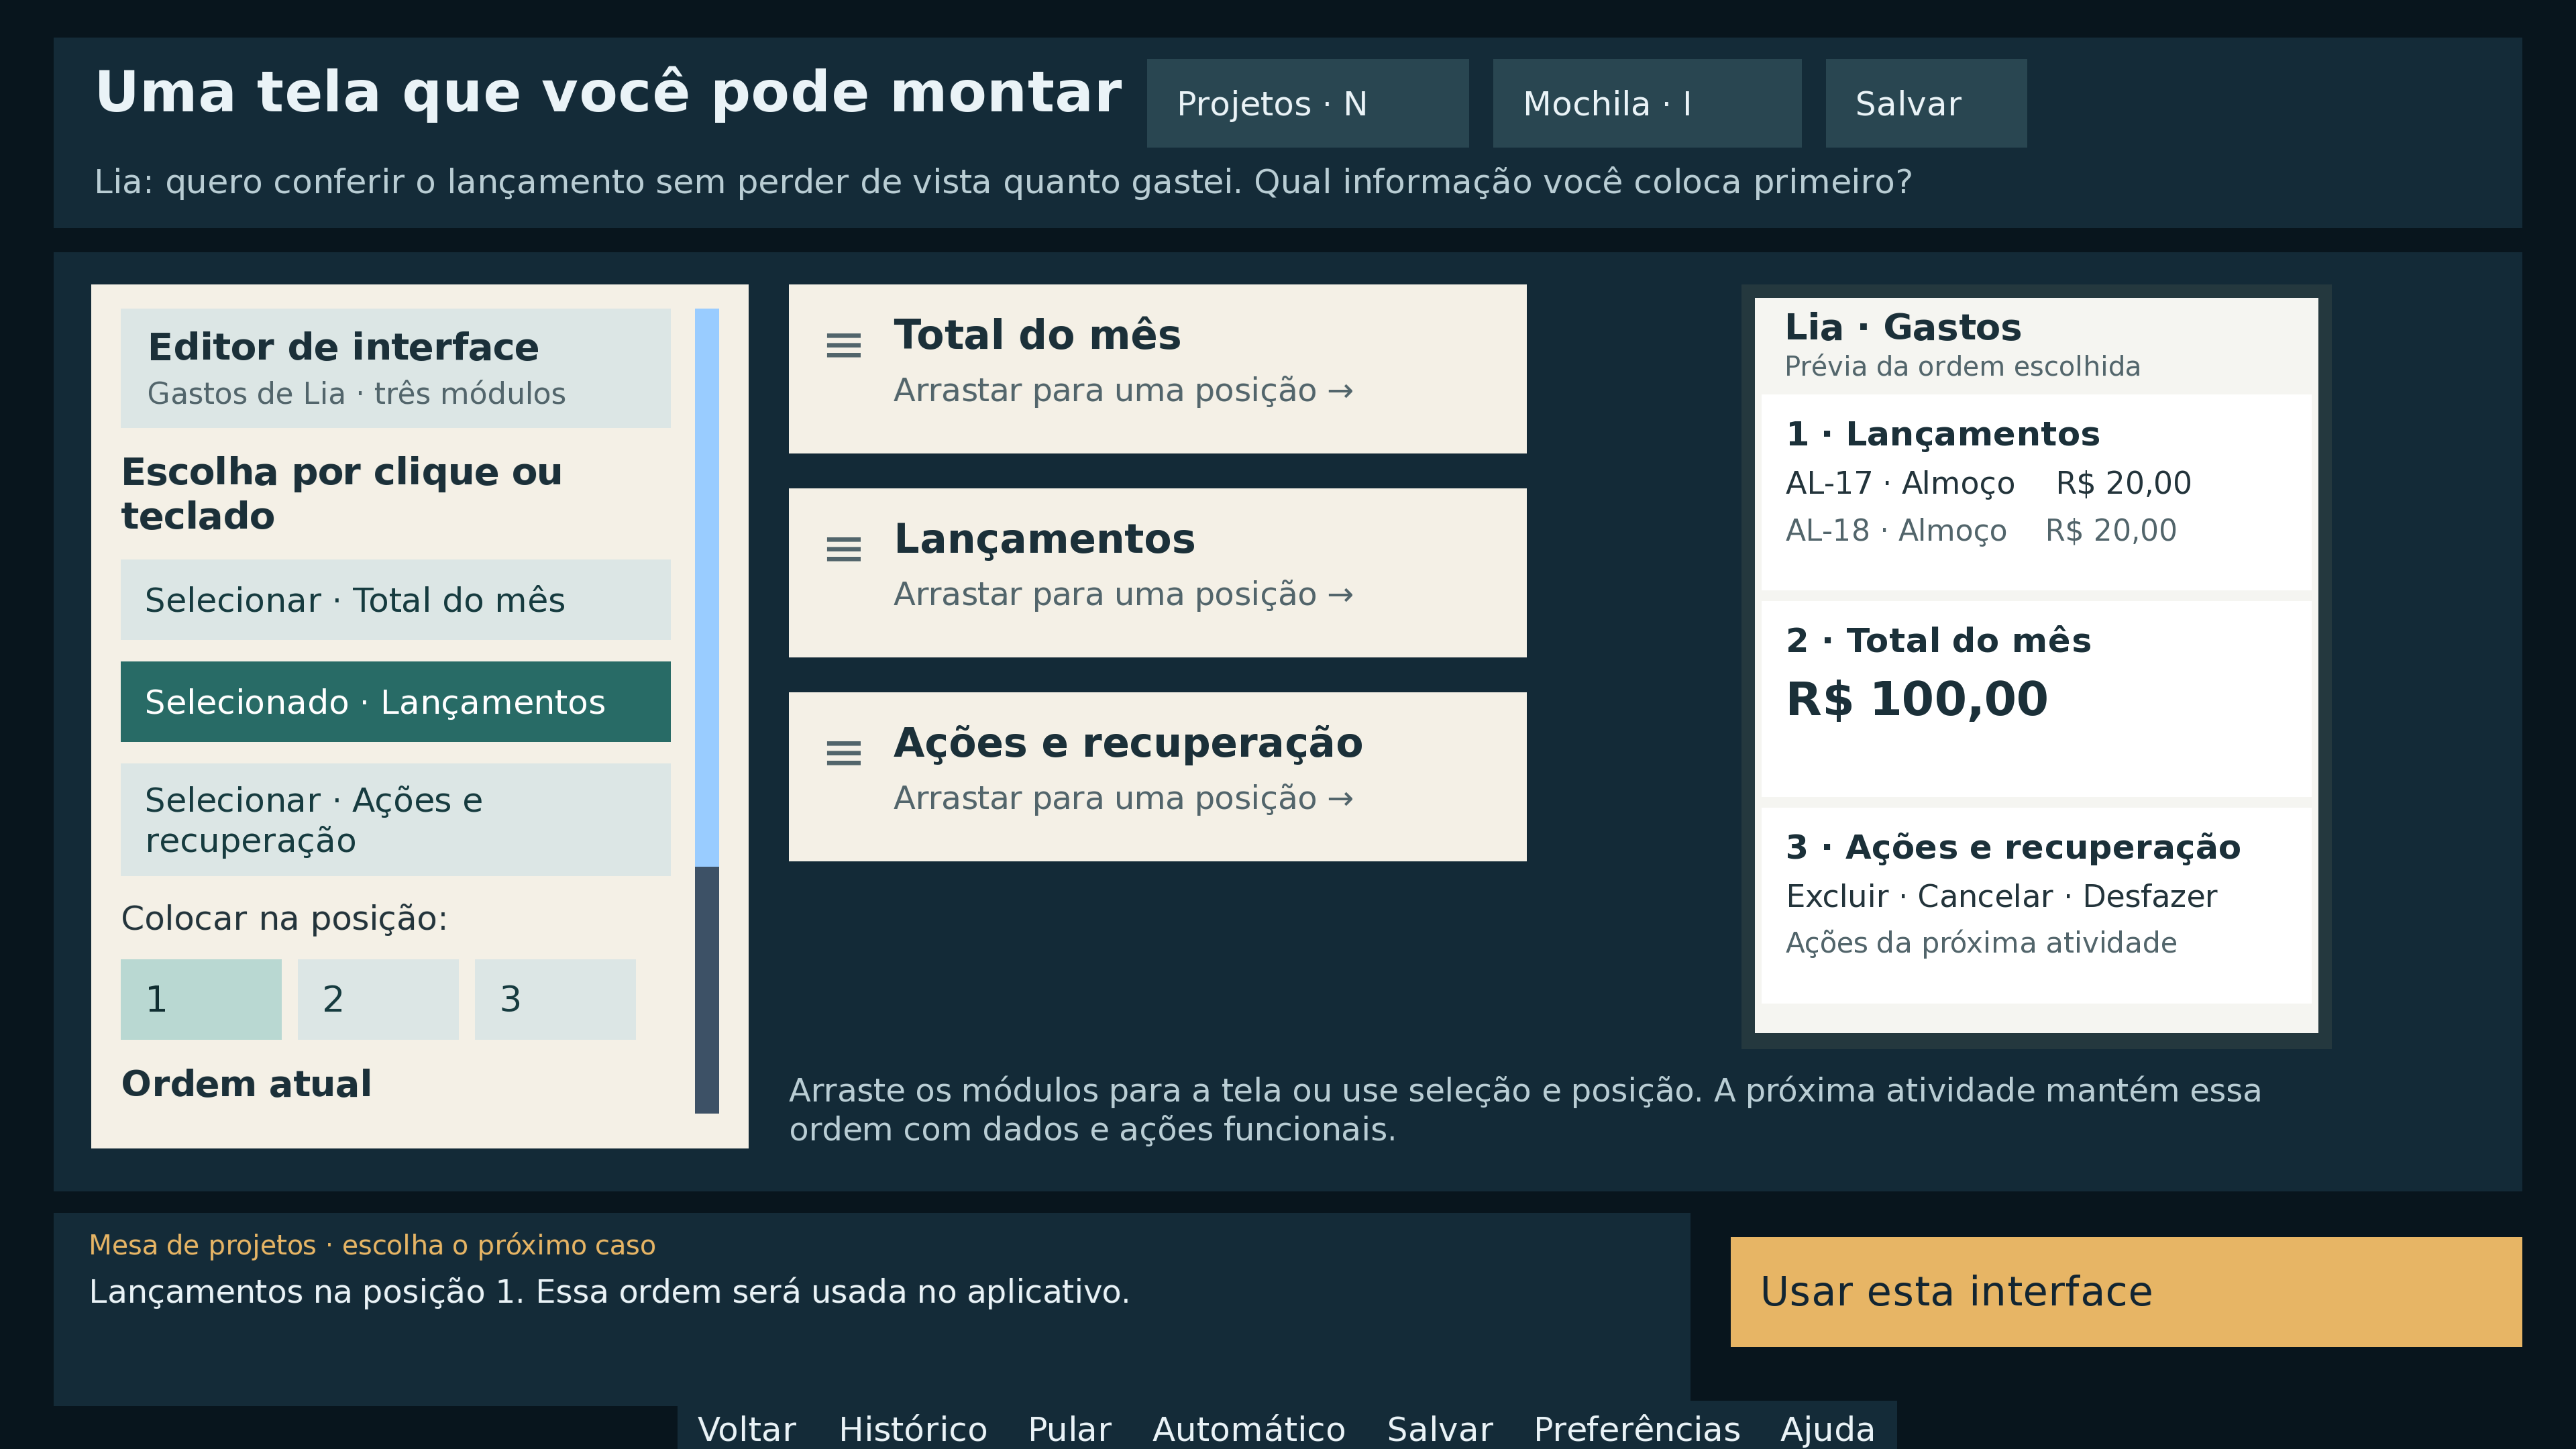 Uma tela que você pode montar
Projetos · N
Mochila · I
Salvar
Lia: quero conferir o lançamento sem perder de vista quanto gastei. Qual informação você coloca primeiro?
Editor de interface
Gastos de Lia · três módulos
Escolha por clique ou
teclado
Selecionar · Total do mês
Selecionado · Lançamentos
Selecionar · Ações e
recuperação
Colocar na posição:
1
2
3
Ordem atual
Total do mês
Arrastar para uma posição →
Lançamentos
Arrastar para uma posição →
Ações e recuperação
Arrastar para uma posição →
Lia · Gastos
Prévia da ordem escolhida
1 · Lançamentos
AL-17 · Almoço R$ 20,00
AL-18 · Almoço R$ 20,00
2 · Total do mês
R$ 100,00
3 · Ações e recuperação
Excluir · Cancelar · Desfazer
Ações da próxima atividade
Arraste os módulos para a tela ou use seleção e posição. A próxima atividade mantém essa
ordem com dados e ações funcionais.
Mesa de projetos · escolha o próximo caso
Lançamentos na posição 1. Essa ordem será usada no aplicativo.
Usar esta interface
Voltar Histórico Pular Automático Salvar Preferências Ajuda